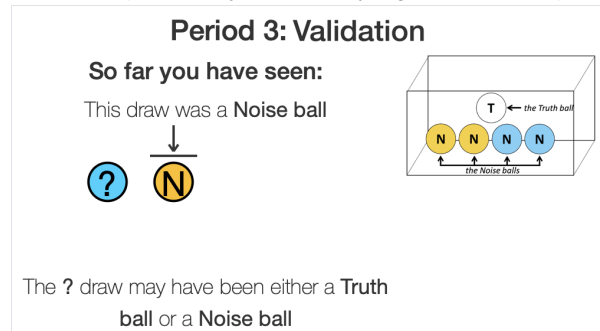 Period 3: Validation
So far you have seen:
This draw was a Noise ball
?
N
T
the Truth ball
N N N N
the Noise balls
The ? draw may have been either a Truth
ball or a Noise ball